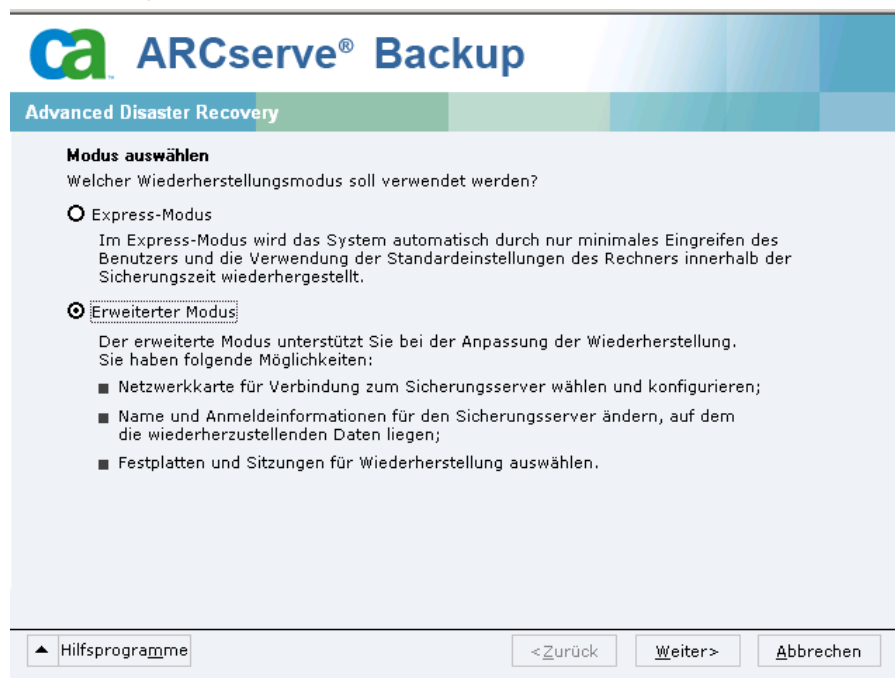 ca ARCserve® Backup
Advanced Disaster Recovery
Modus auswählen
Welcher Wiederherstellungsmodus soll verwendet werden?
Express-Modus
Im Express-Modus wird das System automatisch durch nur minimales Eingreifen des
Benutzers und die Verwendung der Standardeinstellungen des Rechners innerhalb der
Sicherungszeit wiederhergestellt.
Erweiterter Modus
Der erweiterte Modus unterstützt Sie bei der Anpassung der Wiederherstellung.
Sie haben folgende Möglichkeiten:
Netzwerkkarte für Verbindung zum Sicherungsserver wählen und konfigurieren;
Name und Anmeldeinformationen für den Sicherungsserver ändern, auf dem
die wiederherzustellenden Daten liegen;
Festplatten und Sitzungen für Wiederherstellung auswählen.
Hilfsprogramme <Zurück Weiter> Abbrechen